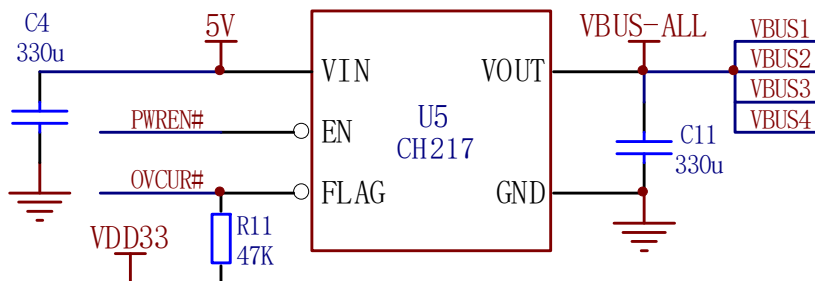 C4
330u
5V
VBUS-ALL
VBUS1
VBUS2
VBUS3
VBUS4
VIN
VOUT
U5
CH217
PWREN#
EN
C11
330u
OVCUR#
FLAG
GND
R11
47K
VDD33